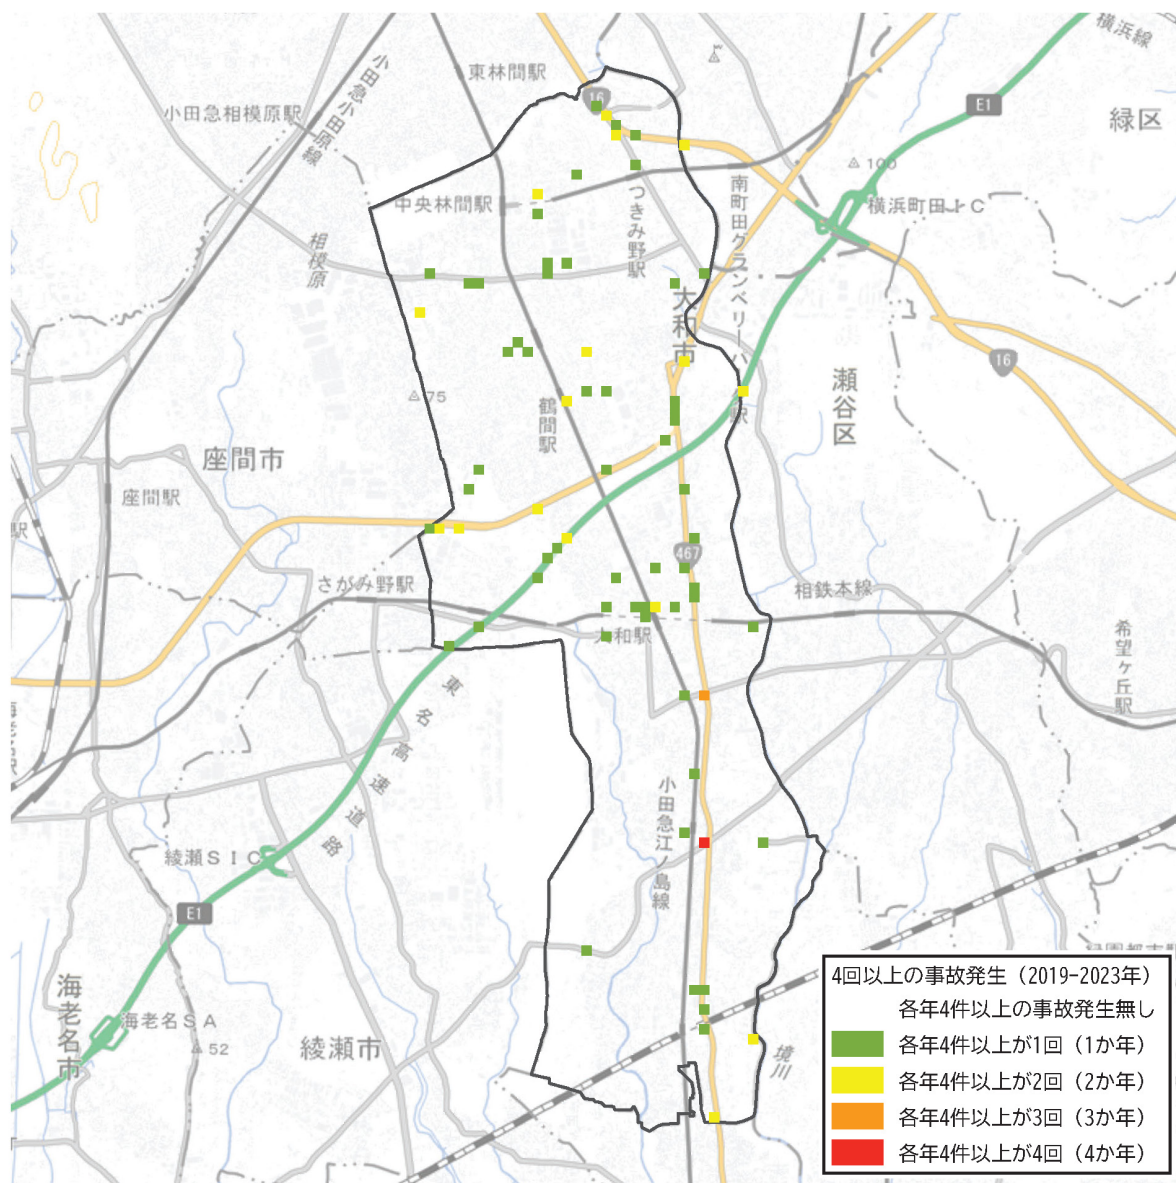 横浜線
東林間駅
小田急小田原線
16
E1
小田急相模原駅
緑区
100
中央林間駅
つきみ野駅
南町田グランベリーパーク駅
横浜町田IC
相模原
大和市
16
瀬谷区
75
鶴間駅
座間市
座間駅
駅
467
さがみ野駅
相鉄本線
大和駅
希望ヶ丘駅
東名高速道路
小田急江ノ島線
綾瀬SIC
E1
海老名市
海老名SA
52
綾瀬市
境川
4回以上の事故発生（2019-2023年）
各年4件以上の事故発生無し
各年4件以上が1回（1か年）
各年4件以上が2回（2か年）
各年4件以上が3回（3か年）
各年4件以上が4回（4か年）